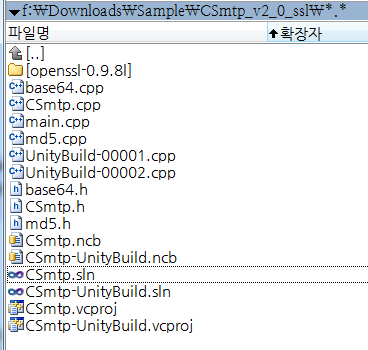 f:₩Downloads₩Sample₩CSmtp_v2_0_ssl₩*.*
파일명 확장자
[..]
[openssl-0.9.8l]
base64.cpp
CSmtp.cpp
main.cpp
md5.cpp
UnityBuild-00001.cpp
UnityBuild-00002.cpp
base64.h
CSmtp.h
md5.h
CSmtp.ncb
CSmtp-UnityBuild.ncb
CSmtp.sln
CSmtp-UnityBuild.sln
CSmtp.vcproj
CSmtp-UnityBuild.vcproj